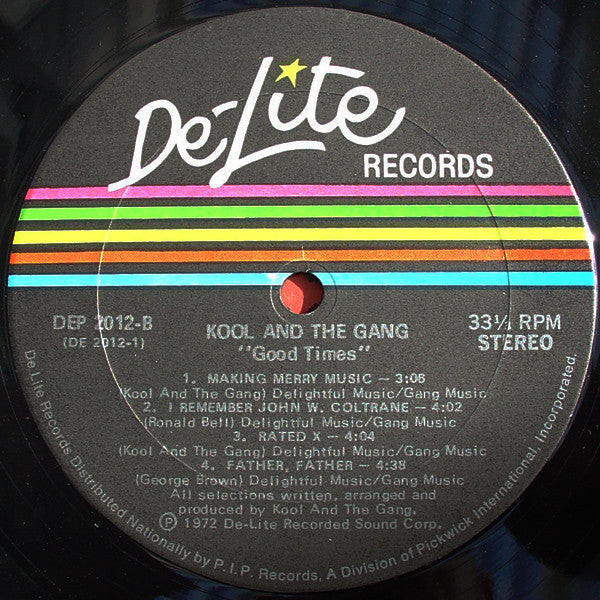 De-Lite
RECORDS
DEP 2012-B
(DE 2012-1)
KOOL AND THE GANG
"Good Times"
33⅓ RPM
STEREO
1. MAKING MERRY MUSIC — 3:06
(Kool And The Gang) Delightful Music/Gang Music
2. I REMEMBER JOHN W. COLTRANE — 4:02
(Ronald Bell) Delightful Music/Gang Music
3. RATED X — 4:04
(Kool And The Gang) Delightful Music/Gang Music
4. FATHER, FATHER — 4:38
(George Brown) Delightful Music/Gang Music
All selections written, arranged and
produced by Kool And The Gang.
℗ 1972 De-Lite Recorded Sound Corp.
De-Lite Records Distributed Nationally by P.I.P. Records, A Division of Pickwick International, Incorporated.